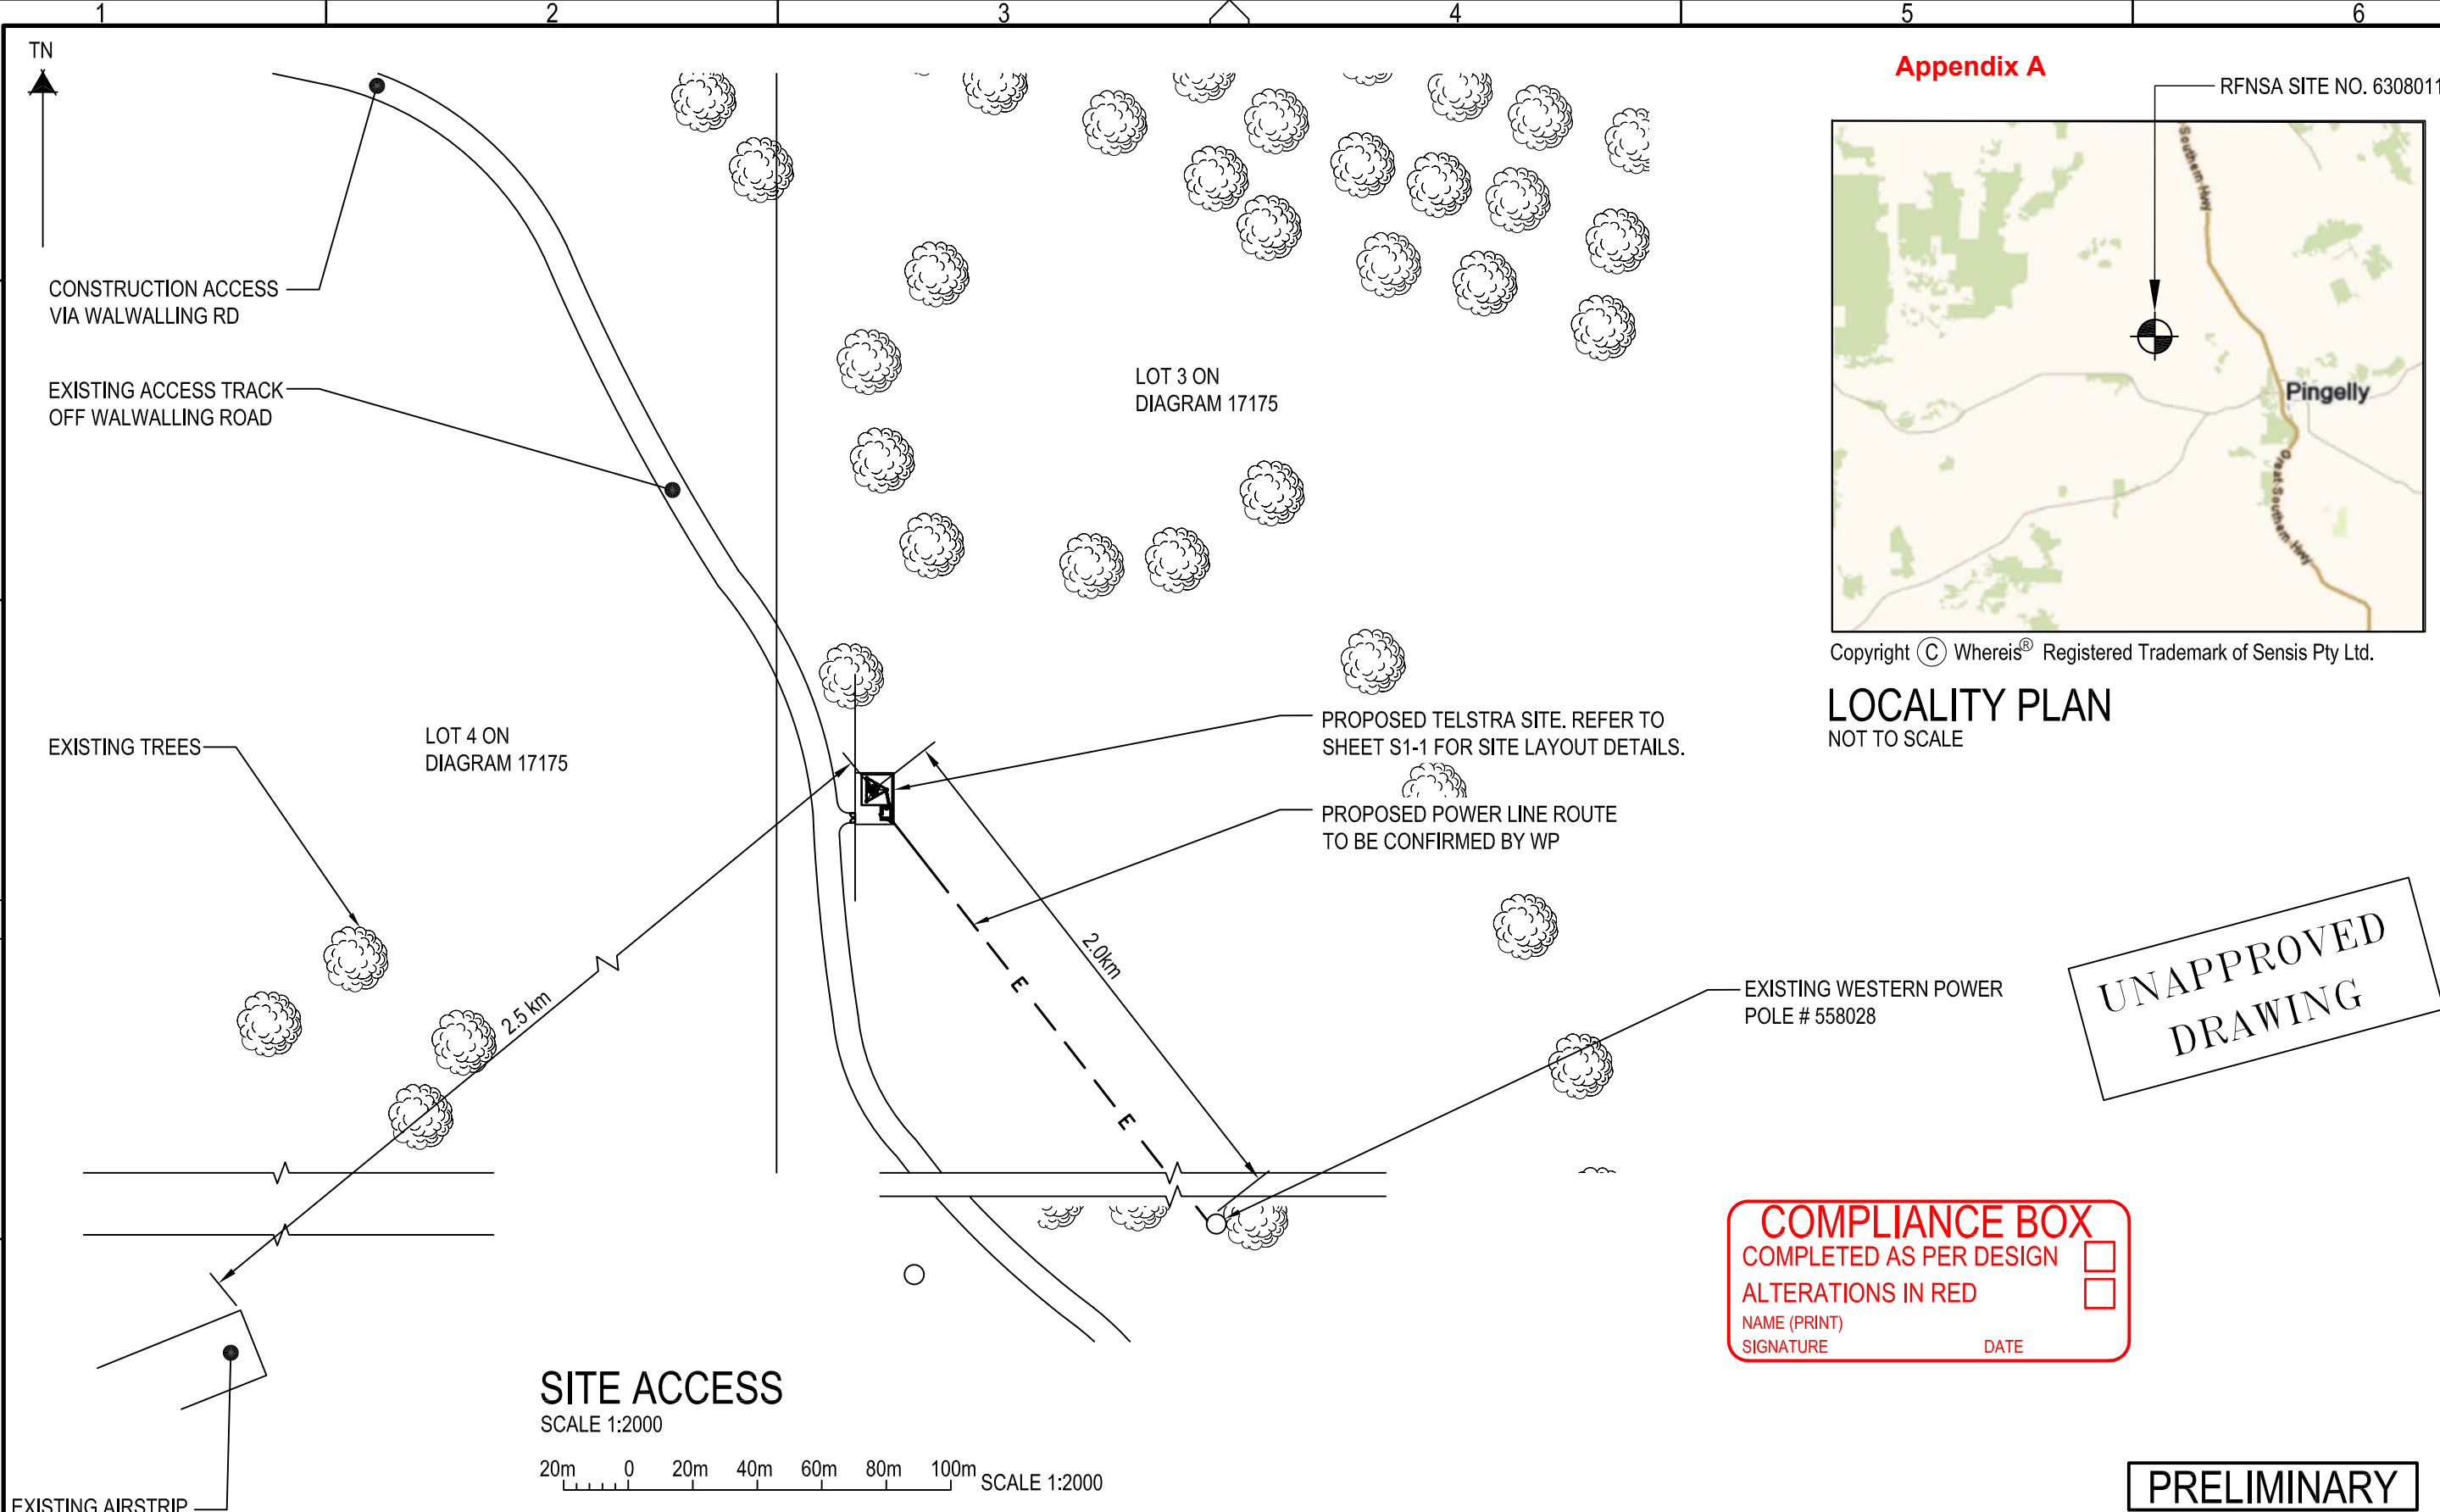 1 2 3 4 5 6
TN
Appendix A
RFNSA SITE NO. 6308011
CONSTRUCTION ACCESS
VIA WALWALLING RD
EXISTING ACCESS TRACK
OFF WALWALLING ROAD
LOT 3 ON
DIAGRAM 17175
Southern Hwy
Pingelly
Great Southern Hwy
Copyright Ⓒ Whereis® Registered Trademark of Sensis Pty Ltd.
LOCALITY PLAN
NOT TO SCALE
EXISTING TREES
LOT 4 ON
DIAGRAM 17175
PROPOSED TELSTRA SITE. REFER TO
SHEET S1-1 FOR SITE LAYOUT DETAILS.
PROPOSED POWER LINE ROUTE
TO BE CONFIRMED BY WP
2.0km
E
E
2.5 km
EXISTING WESTERN POWER
POLE # 558028
UNAPPROVED
DRAWING
COMPLIANCE BOX
COMPLETED AS PER DESIGN
ALTERATIONS IN RED
NAME (PRINT)
SIGNATURE DATE
SITE ACCESS
SCALE 1:2000
20m 0 20m 40m 60m 80m 100m SCALE 1:2000
EXISTING AIRSTRIP
PRELIMINARY